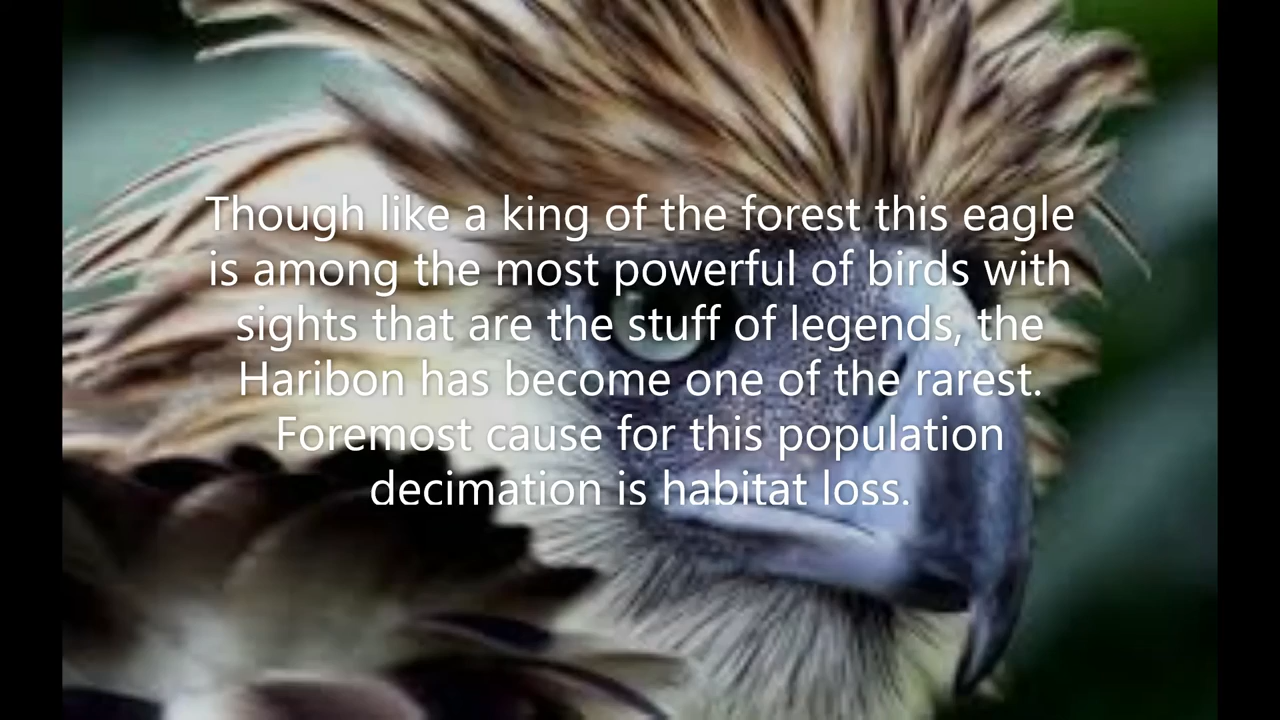 Though like a king of the forest this eagle
is among the most powerful of birds with
sights that are the stuff of legends, the
Haribon has become one of the rarest.
Foremost cause for this population
decimation is habitat loss.